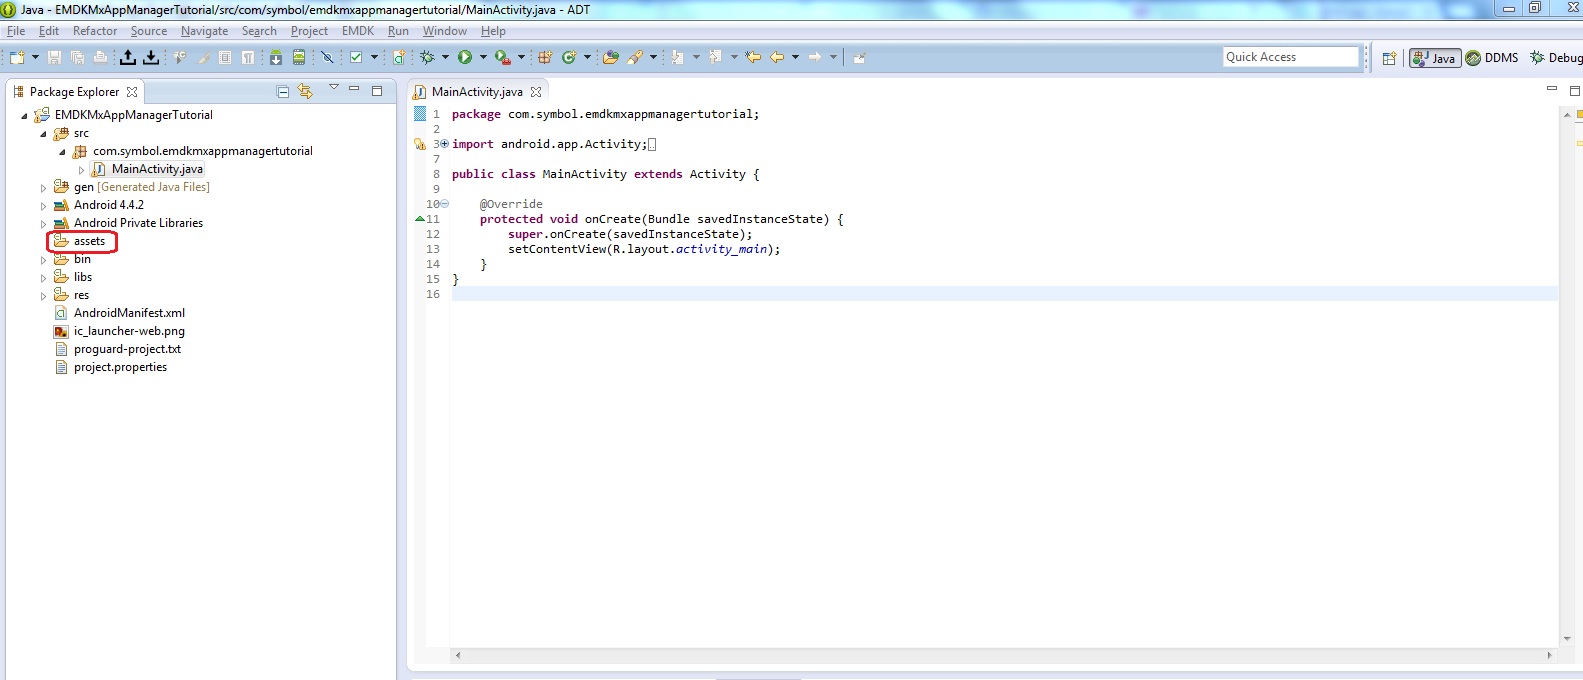 Java - EMDKMxAppManagerTutorial/src/com/symbol/emdkmxappmanagertutorial/MainActivity.java - ADT
File Edit Refactor Source Navigate Search Project EMDK Run Window Help
Quick Access
Java
DDMS
Debug
Package Explorer
EMDKMxAppManagerTutorial
src
com.symbol.emdkmxappmanagertutorial
MainActivity.java
gen [Generated Java Files]
Android 4.4.2
Android Private Libraries
assets
bin
libs
res
AndroidManifest.xml
ic_launcher-web.png
proguard-project.txt
project.properties
MainActivity.java
1 package com.symbol.emdkmxappmanagertutorial;
2
3 import android.app.Activity;
7
8 public class MainActivity extends Activity {
9
10 @Override
11 protected void onCreate(Bundle savedInstanceState) {
12 super.onCreate(savedInstanceState);
13 setContentView(R.layout.activity_main);
14 }
15 }
16